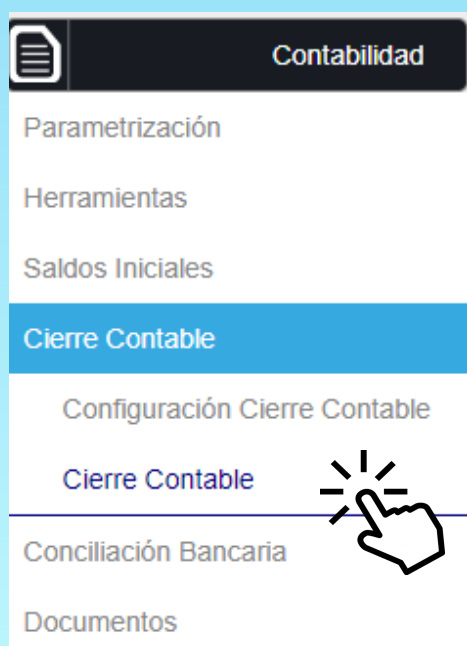 Contabilidad
Parametrización
Herramientas
Saldos Iniciales
Cierre Contable
Configuración Cierre Contable
Cierre Contable
Conciliación Bancaria
Documentos